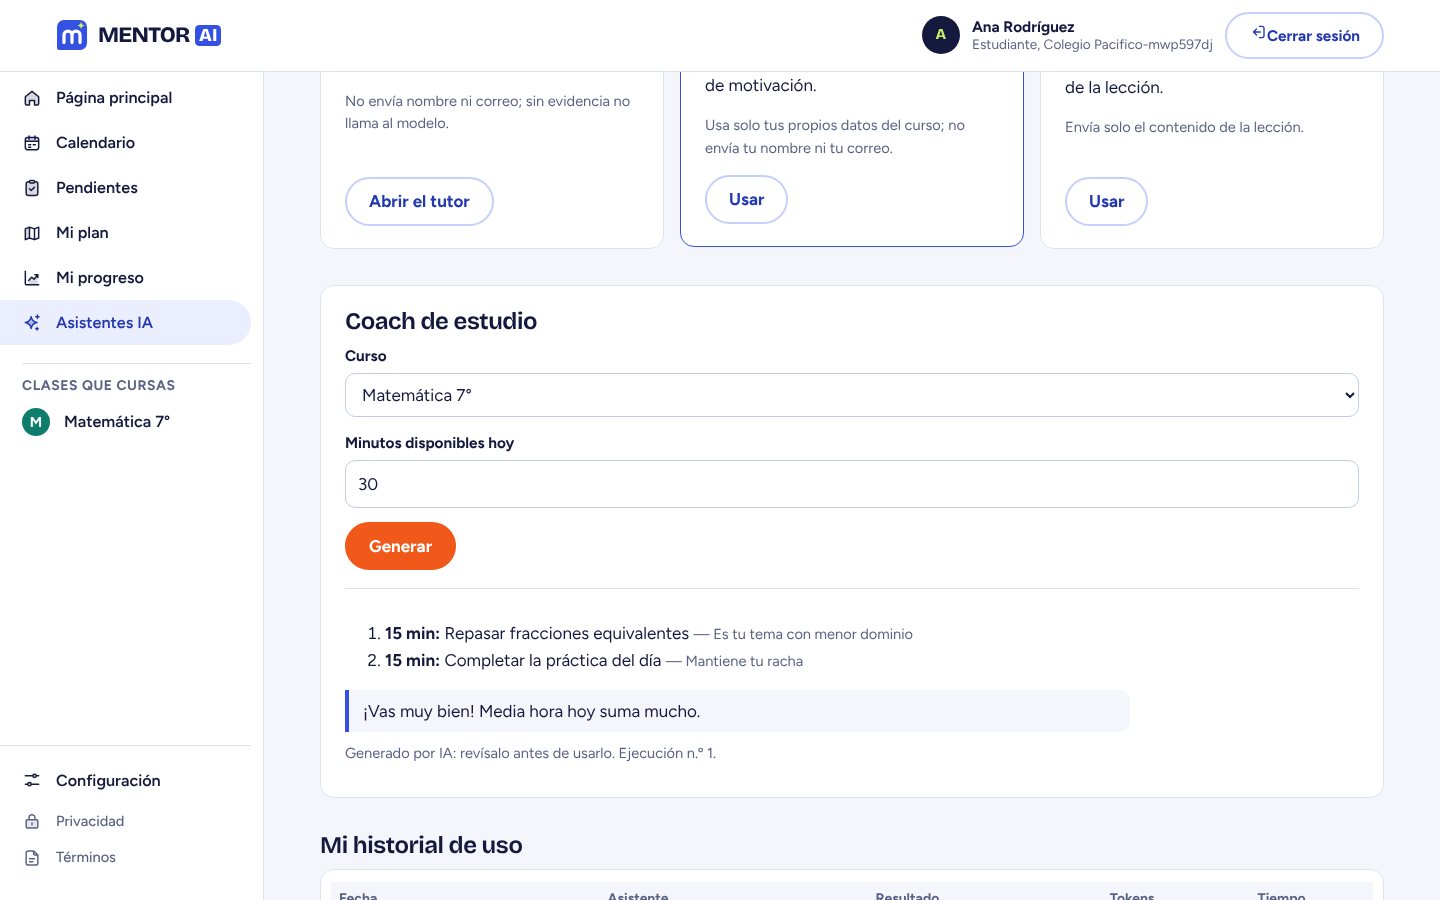 MENTOR AI
Ana Rodríguez
Estudiante, Colegio Pacifico-mwp597dj
Cerrar sesión
Página principal
Calendario
Pendientes
Mi plan
Mi progreso
Asistentes IA
CLASES QUE CURSAS
M Matemática 7°
Configuración
Privacidad
Términos
No envía nombre ni correo; sin evidencia no
llama al modelo.
Abrir el tutor
de motivación.
Usa solo tus propios datos del curso; no
envía tu nombre ni tu correo.
Usar
de la lección.
Envía solo el contenido de la lección.
Usar
Coach de estudio
Curso
Matemática 7°
Minutos disponibles hoy
30
Generar
1. 15 min: Repasar fracciones equivalentes — Es tu tema con menor dominio
2. 15 min: Completar la práctica del día — Mantiene tu racha
¡Vas muy bien! Media hora hoy suma mucho.
Generado por IA: revísalo antes de usarlo. Ejecución n.º 1.
Mi historial de uso
Fecha Asistente Resultado Tokens Tiempo